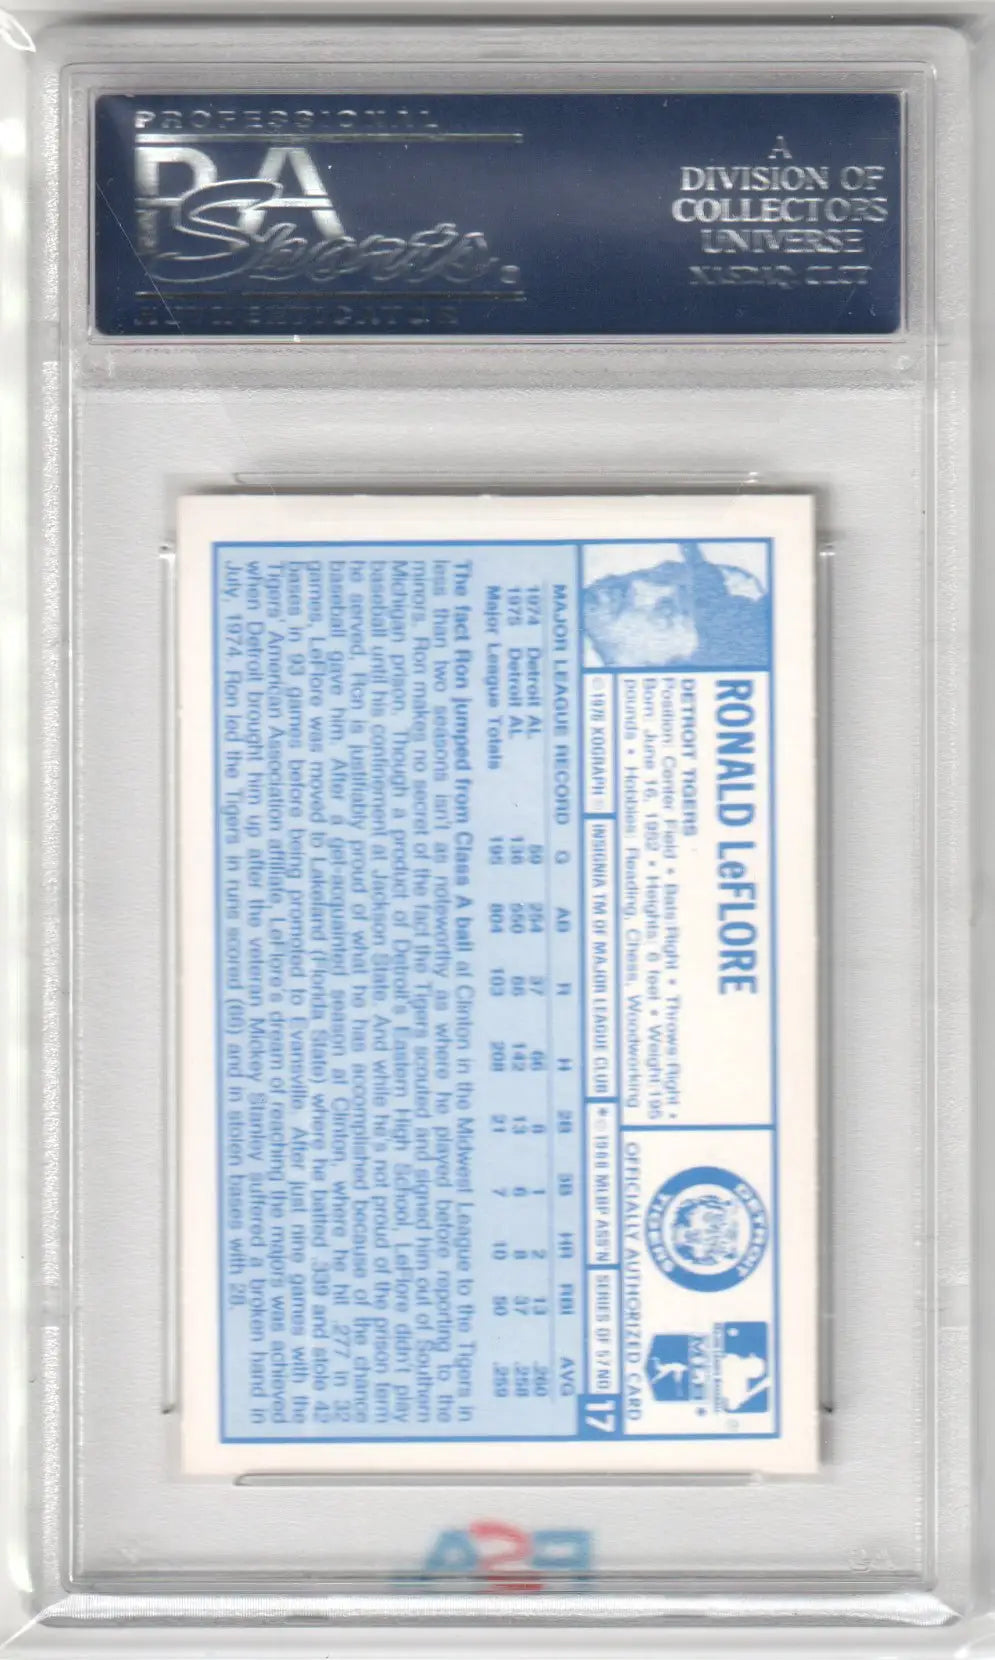 PROFESSIONAL
PSA
Sports
AUTHENTICATOR
A
DIVISION OF
COLLECTORS
UNIVERSE
NASDAQ, CLCT
RONALD LeFLORE
DETROIT TIGERS
Position: Center Field • Bats Right • Throws Right •
Born: June 16, 1952 • Height: 6 feet • Weight: 195
pounds • Hobbies: Reading, Chess, Woodworking
DETROIT
TIGERS
MLBP
OFFICIALLY AUTHORIZED CARD
© 1976 XOGRAPH ®
INSIGNIA TM OF MAJOR LEAGUE CLUB
* © 1969 MLBP ASS'N
SERIES OF 57
17
MAJOR LEAGUE RECORD G AB R H 2B 3B HR RBI AVG
1974 Detroit AL 59 254 37 66 8 1 2 13 .260
1975 Detroit AL 136 550 66 142 13 6 8 37 .258
Major League Totals 195 804 103 208 21 7 10 50 .259
The fact Ron jumped from Class A ball at Clinton in the Midwest League to the Tigers in
less than two seasons isn't as noteworthy as where he played before reporting to the
minors. Ron makes no secret of the fact the Tigers scouted and signed him out of Southern
Michigan prison. Though a product of Detroit's Eastern High School, LeFlore didn't play
baseball until his confinement at Jackson State. And while he's not proud of the prison term
he served, Ron is justifiably proud of what he has accomplished because of the chance
baseball gave him. After a get-acquainted season at Clinton, where he hit .277 in 32
games, LeFlore was moved to Lakeland (Florida State) where he batted .339 and stole 42
bases in 93 games before being promoted to Evansville. After just nine games with the
Tigers' American Association affiliate, LeFlore's dream of reaching the majors was achieved
when Detroit brought him up after the veteran Mickey Stanley suffered a broken hand in
July, 1974. Ron led the Tigers in runs scored (66) and in stolen bases with 28.